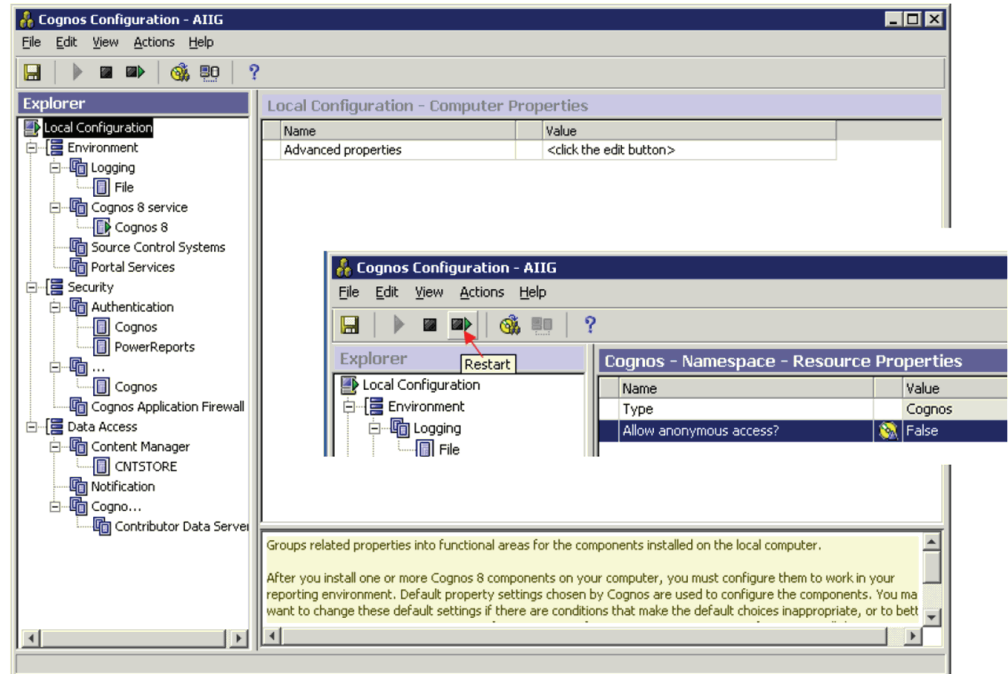 Cognos Configuration - AIIG
File Edit View Actions Help
?
Explorer
Local Configuration
Environment
Logging
File
Cognos 8 service
Cognos 8
Source Control Systems
Portal Services
Security
Authentication
Cognos
PowerReports
...
Cognos
Cognos Application Firewall
Data Access
Content Manager
CNTSTORE
Notification
Cogno...
Contributor Data Server
Local Configuration - Computer Properties
Name Value
Advanced properties <click the edit button>
Cognos Configuration - AIIG
File Edit View Actions Help
?
Restart
Explorer
Local Configuration
Environment
Logging
File
Cognos - Namespace - Resource Properties
Name Value
Type Cognos
Allow anonymous access? False
Groups related properties into functional areas for the components installed on the local computer.
After you install one or more Cognos 8 components on your computer, you must configure them to work in your
reporting environment. Default property settings chosen by Cognos are used to configure the components. You ma
want to change these default settings if there are conditions that make the default choices inappropriate, or to bett